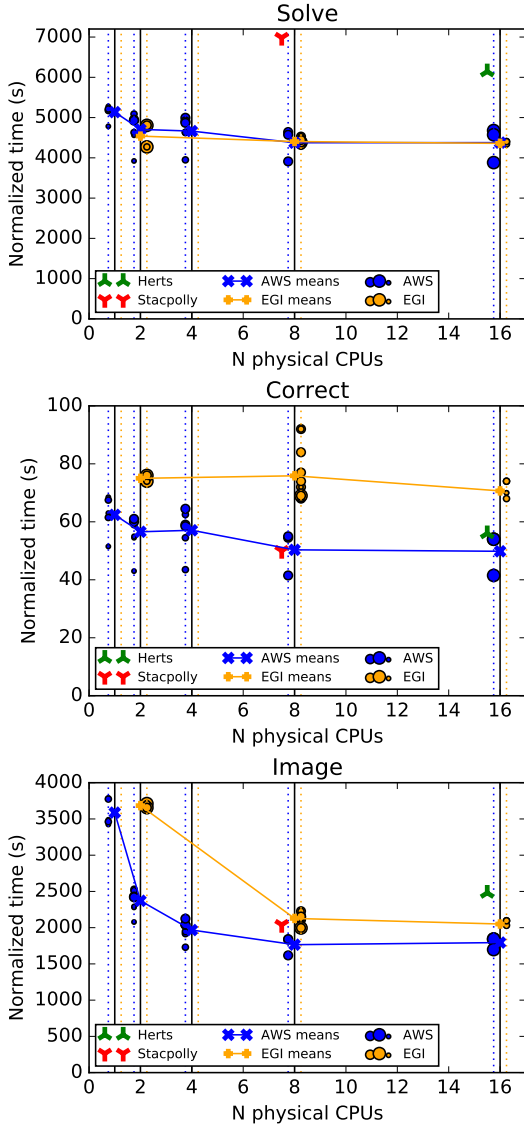 Solve
7000
6000
5000
4000
3000
2000
1000
0
Normalized time (s)
Herts
AWS means
AWS
Stacpolly
EGI means
EGI
0 2 4 6 8 10 12 14 16
N physical CPUs
Correct
100
80
60
40
20
0
Normalized time (s)
Herts
AWS means
AWS
Stacpolly
EGI means
EGI
0 2 4 6 8 10 12 14 16
N physical CPUs
Image
4000
3500
3000
2500
2000
1500
1000
500
0
Normalized time (s)
Herts
AWS means
AWS
Stacpolly
EGI means
EGI
0 2 4 6 8 10 12 14 16
N physical CPUs